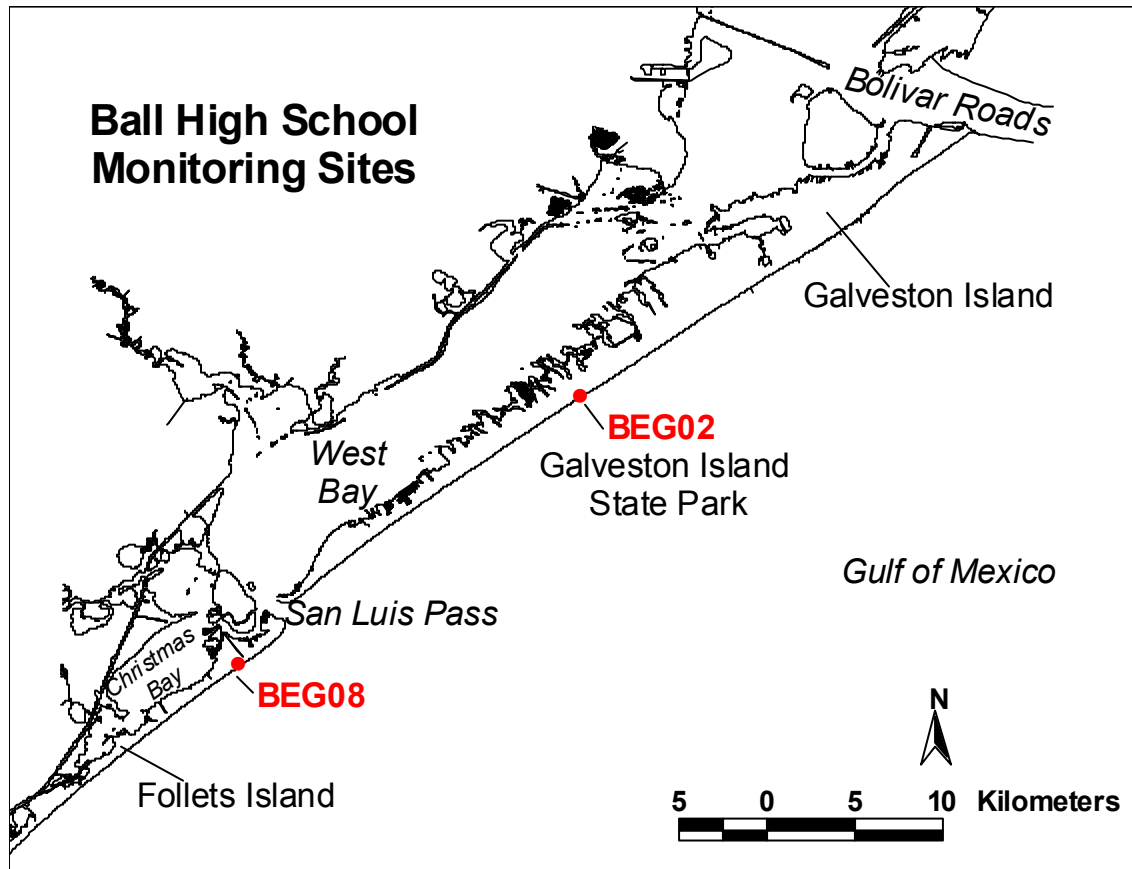 Ball High School
Monitoring Sites
Bolivar Roads
Galveston Island
BEG02
Galveston Island
State Park
West
Bay
Gulf of Mexico
San Luis Pass
Christmas
Bay
BEG08
Follets Island
N
5 0 5 10 Kilometers